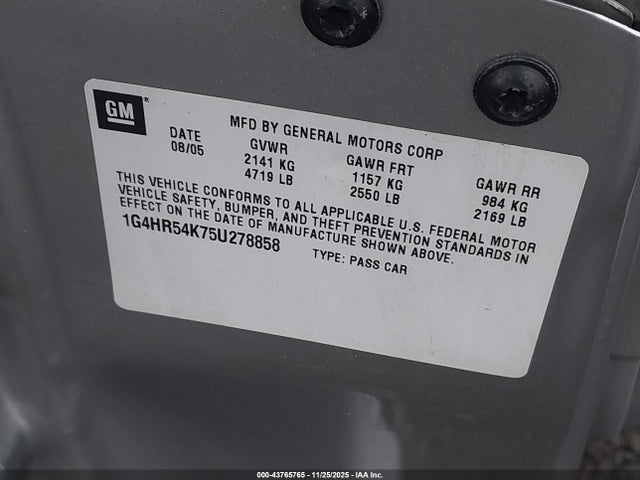 GM
MFD BY GENERAL MOTORS CORP
DATE GVWR GAWR FRT GAWR RR
08/05 2141 KG 1157 KG 984 KG
4719 LB 2550 LB 2169 LB
THIS VEHICLE CONFORMS TO ALL APPLICABLE U.S. FEDERAL MOTOR
VEHICLE SAFETY, BUMPER, AND THEFT PREVENTION STANDARDS IN
EFFECT ON THE DATE OF MANUFACTURE SHOWN ABOVE.
1G4HR54K75U278858 TYPE: PASS CAR
000-43765765 - 11/25/2025 - IAA Inc.